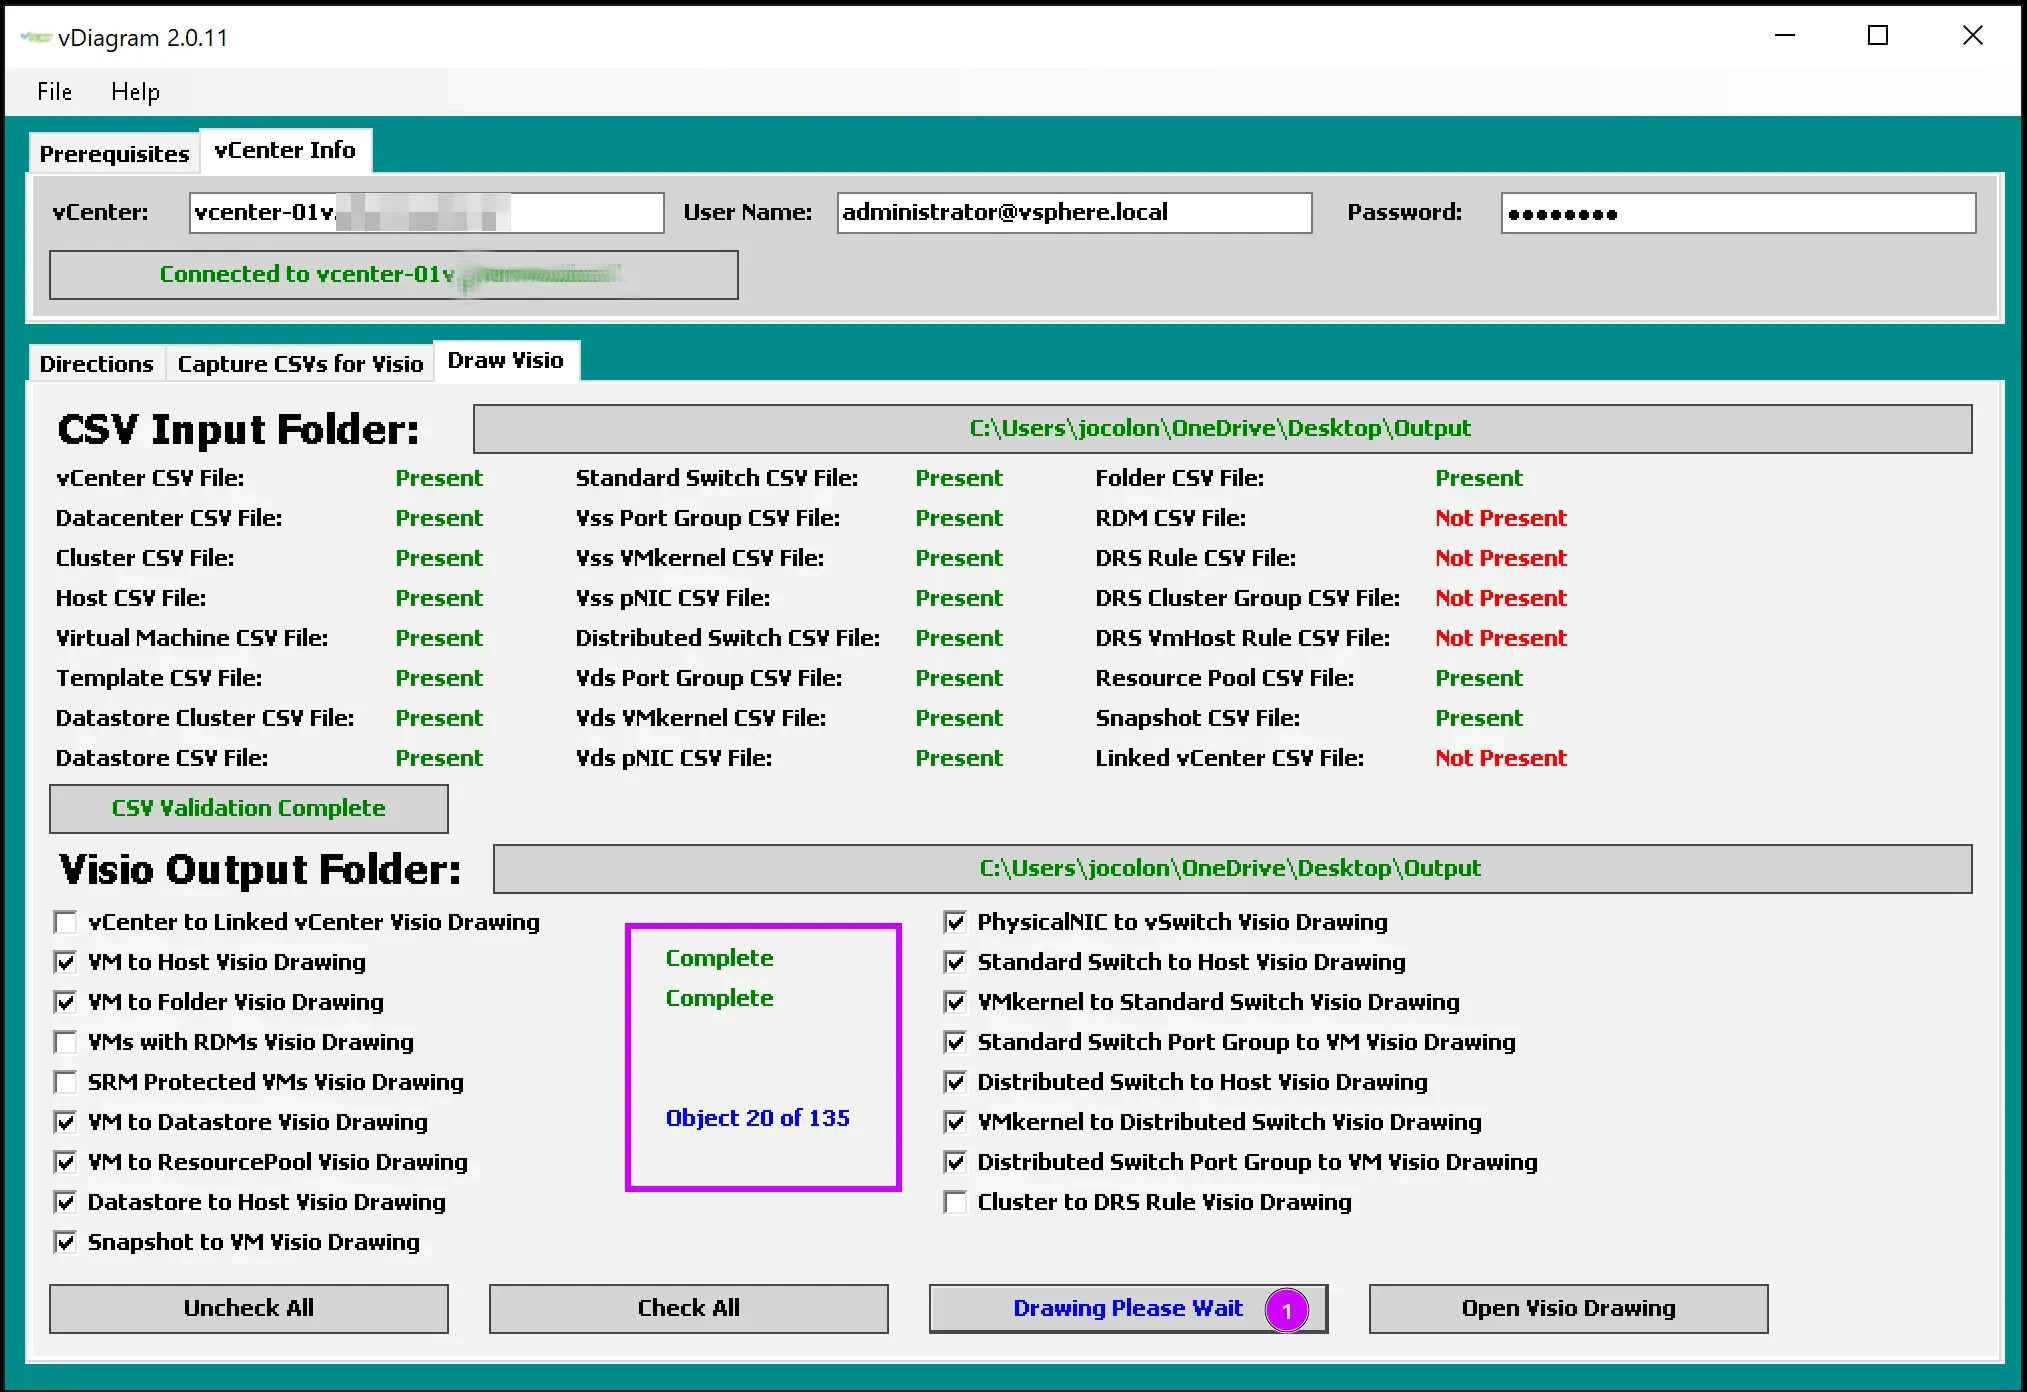 vDiagram 2.0.11
File Help
Prerequisites vCenter Info
vCenter: vcenter-01v. User Name: administrator@vsphere.local Password: ●●●●●●●●
Connected to vcenter-01v
Directions Capture CSVs for Visio Draw Visio
CSV Input Folder: C:\Users\jocolon\OneDrive\Desktop\Output
vCenter CSV File: Present Standard Switch CSV File: Present Folder CSV File: Present
Datacenter CSV File: Present Vss Port Group CSV File: Present RDM CSV File: Not Present
Cluster CSV File: Present Vss VMkernel CSV File: Present DRS Rule CSV File: Not Present
Host CSV File: Present Vss pNIC CSV File: Present DRS Cluster Group CSV File: Not Present
Virtual Machine CSV File: Present Distributed Switch CSV File: Present DRS VmHost Rule CSV File: Not Present
Template CSV File: Present Vds Port Group CSV File: Present Resource Pool CSV File: Present
Datastore Cluster CSV File: Present Vds VMkernel CSV File: Present Snapshot CSV File: Present
Datastore CSV File: Present Vds pNIC CSV File: Present Linked vCenter CSV File: Not Present
CSV Validation Complete
Visio Output Folder: C:\Users\jocolon\OneDrive\Desktop\Output
vCenter to Linked vCenter Visio Drawing PhysicalNIC to vSwitch Visio Drawing
VM to Host Visio Drawing Complete Standard Switch to Host Visio Drawing
VM to Folder Visio Drawing Complete VMkernel to Standard Switch Visio Drawing
VMs with RDMs Visio Drawing Standard Switch Port Group to VM Visio Drawing
SRM Protected VMs Visio Drawing Distributed Switch to Host Visio Drawing
VM to Datastore Visio Drawing Object 20 of 135 VMkernel to Distributed Switch Visio Drawing
VM to ResourcePool Visio Drawing Distributed Switch Port Group to VM Visio Drawing
Datastore to Host Visio Drawing Cluster to DRS Rule Visio Drawing
Snapshot to VM Visio Drawing
Uncheck All Check All Drawing Please Wait 1 Open Visio Drawing